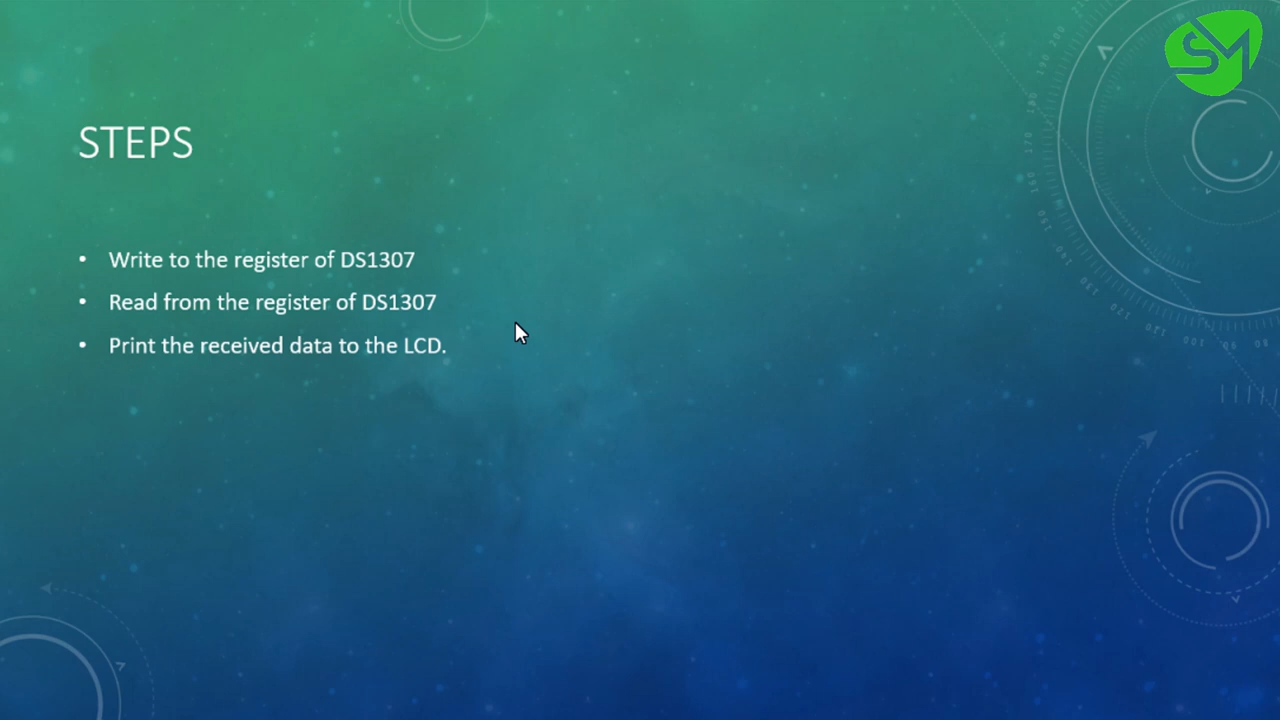 SM
STEPS
• Write to the register of DS1307
• Read from the register of DS1307
• Print the received data to the LCD.